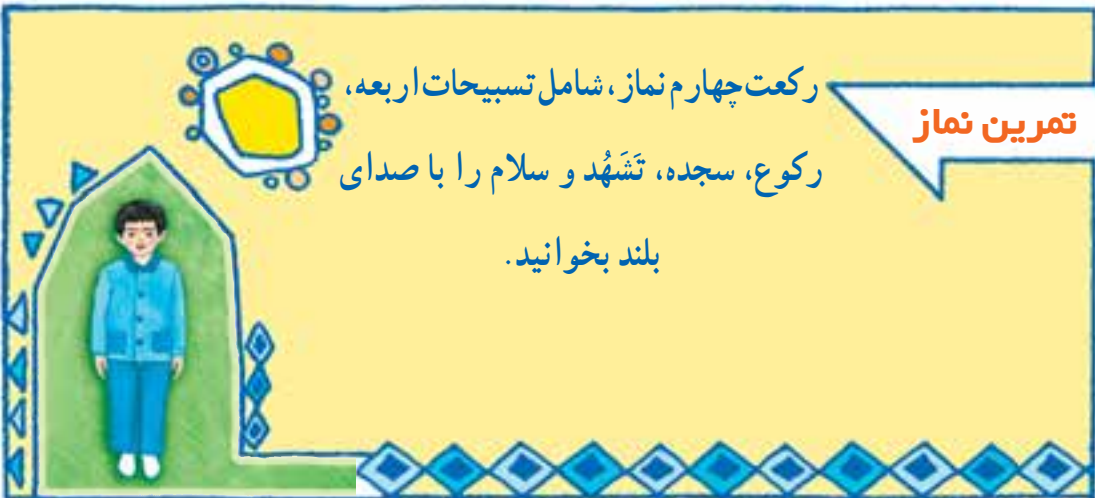 تمرین نماز
رکعت چهارم نماز، شامل تسبیحات اربعه،
رکوع، سجده، تَشَهُد و سلام را با صدای
بلند بخوانید.